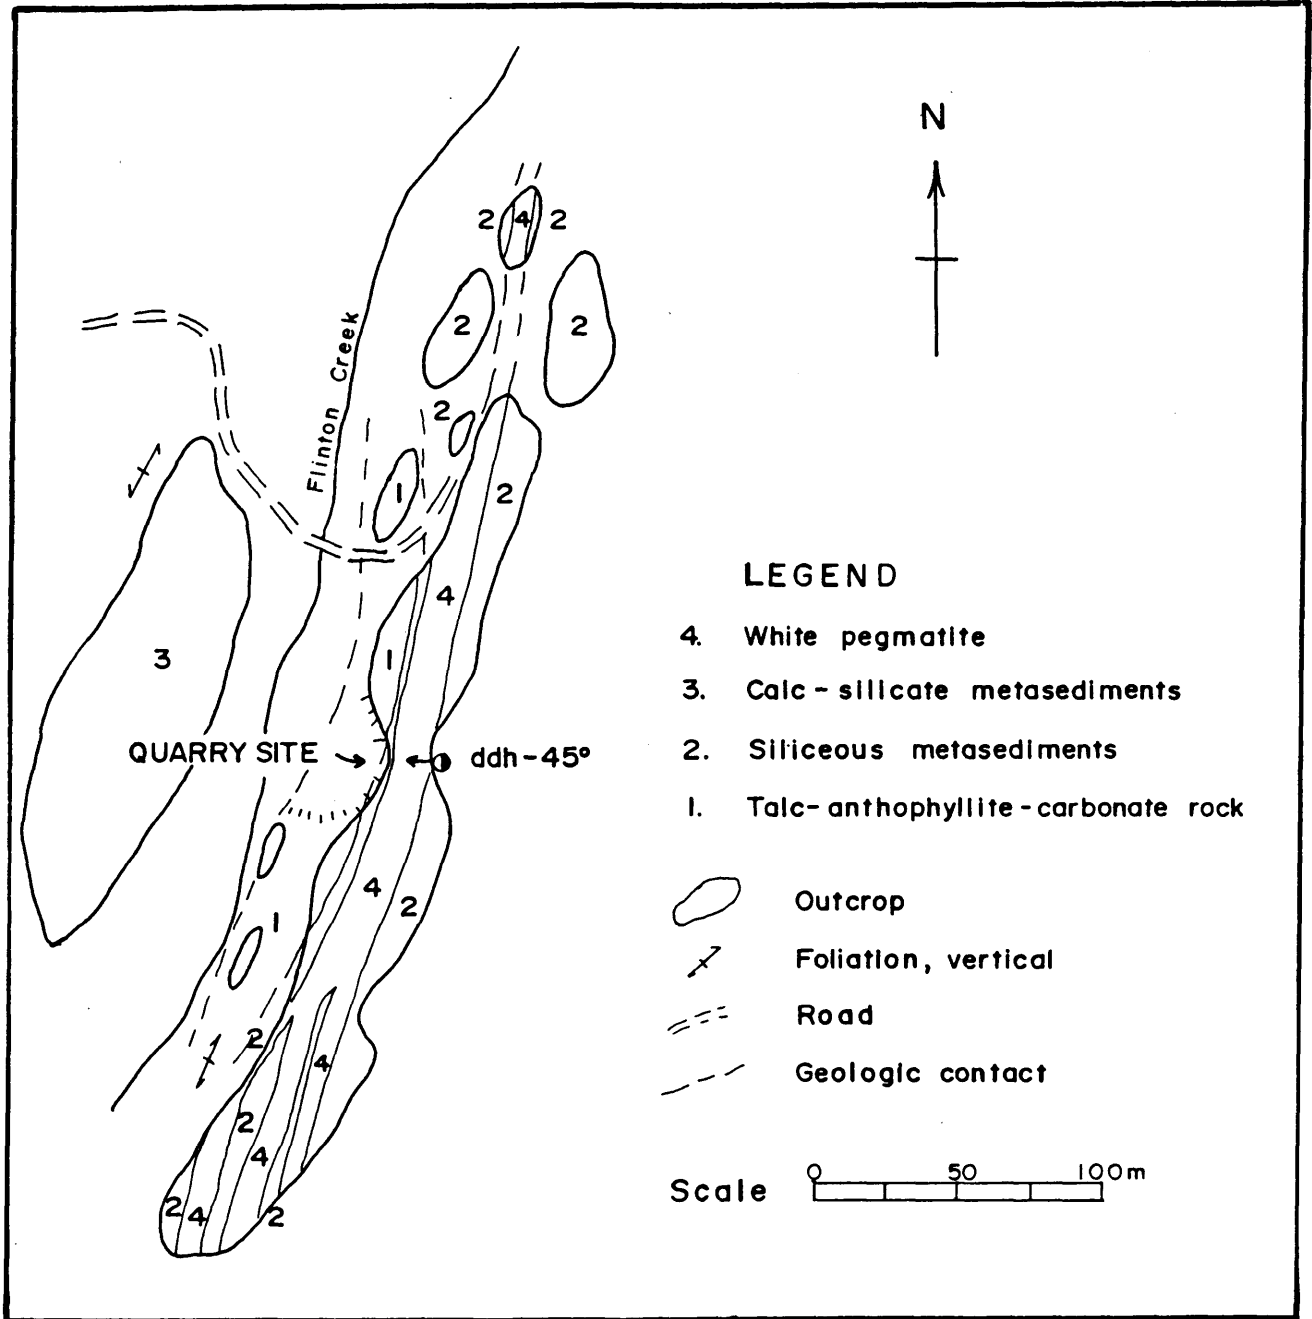 N
2 4 2
2
2
Flinton Creek
2
1
2
4
3
1
QUARRY SITE
ddh-45°
4
2
1
2
4
2
4
2
4
2
LEGEND
4. White pegmatite
3. Calc-silicate metasediments
2. Siliceous metasediments
1. Talc-anthophyllite-carbonate rock
Outcrop
Foliation, vertical
Road
Geologic contact
Scale
0 50 100m